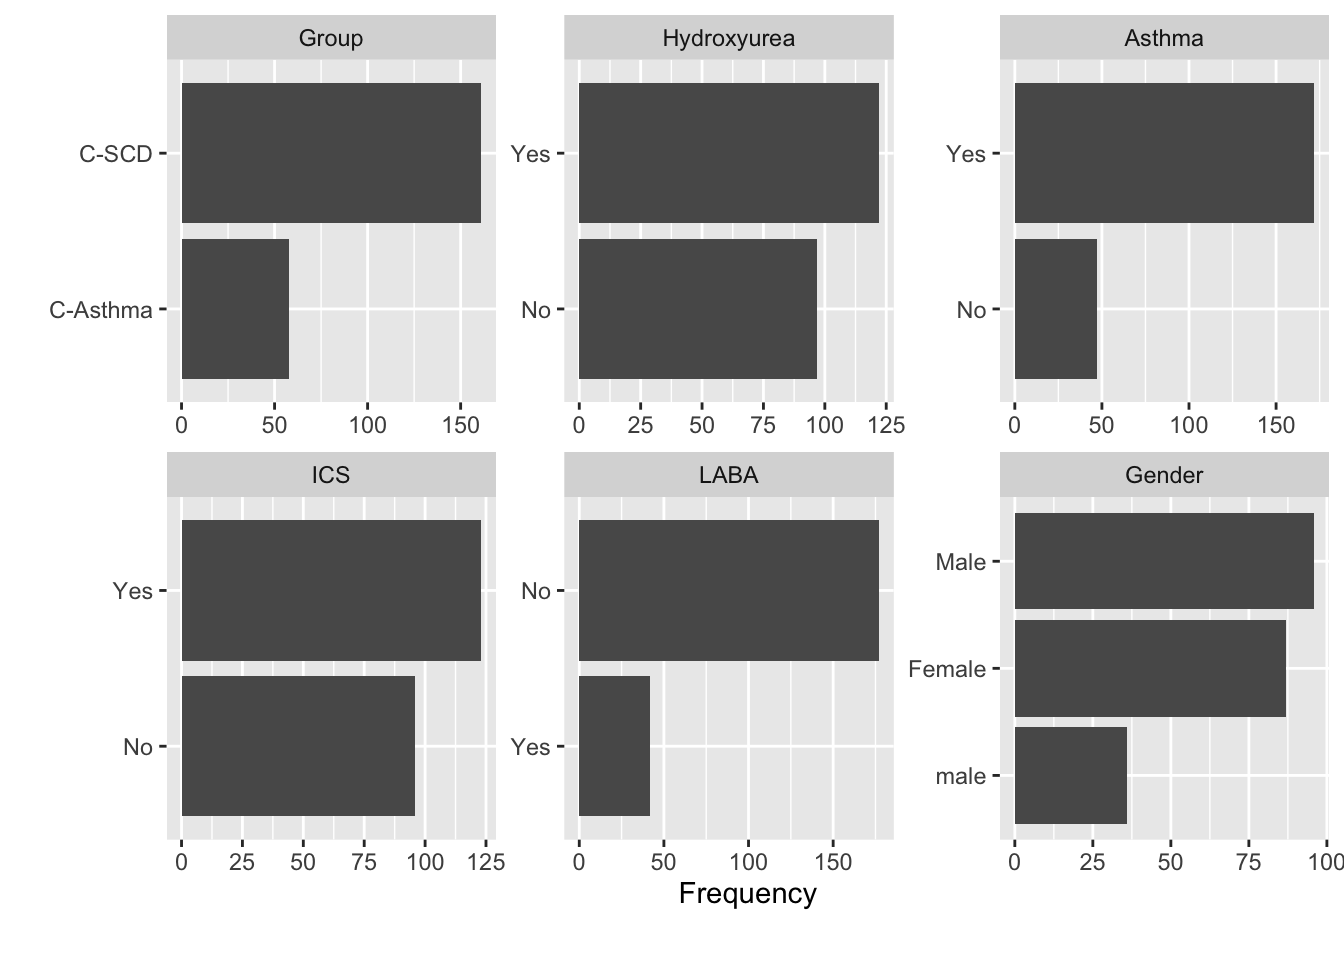 Group
C-SCD
C-Asthma
0 50 100 150
Hydroxyurea
Yes
No
0 25 50 75 100 125
Asthma
Yes
No
0 50 100 150
ICS
Yes
No
0 25 50 75 100 125
LABA
No
Yes
0 50 100 150
Gender
Male
Female
male
0 25 50 75 100
Frequency